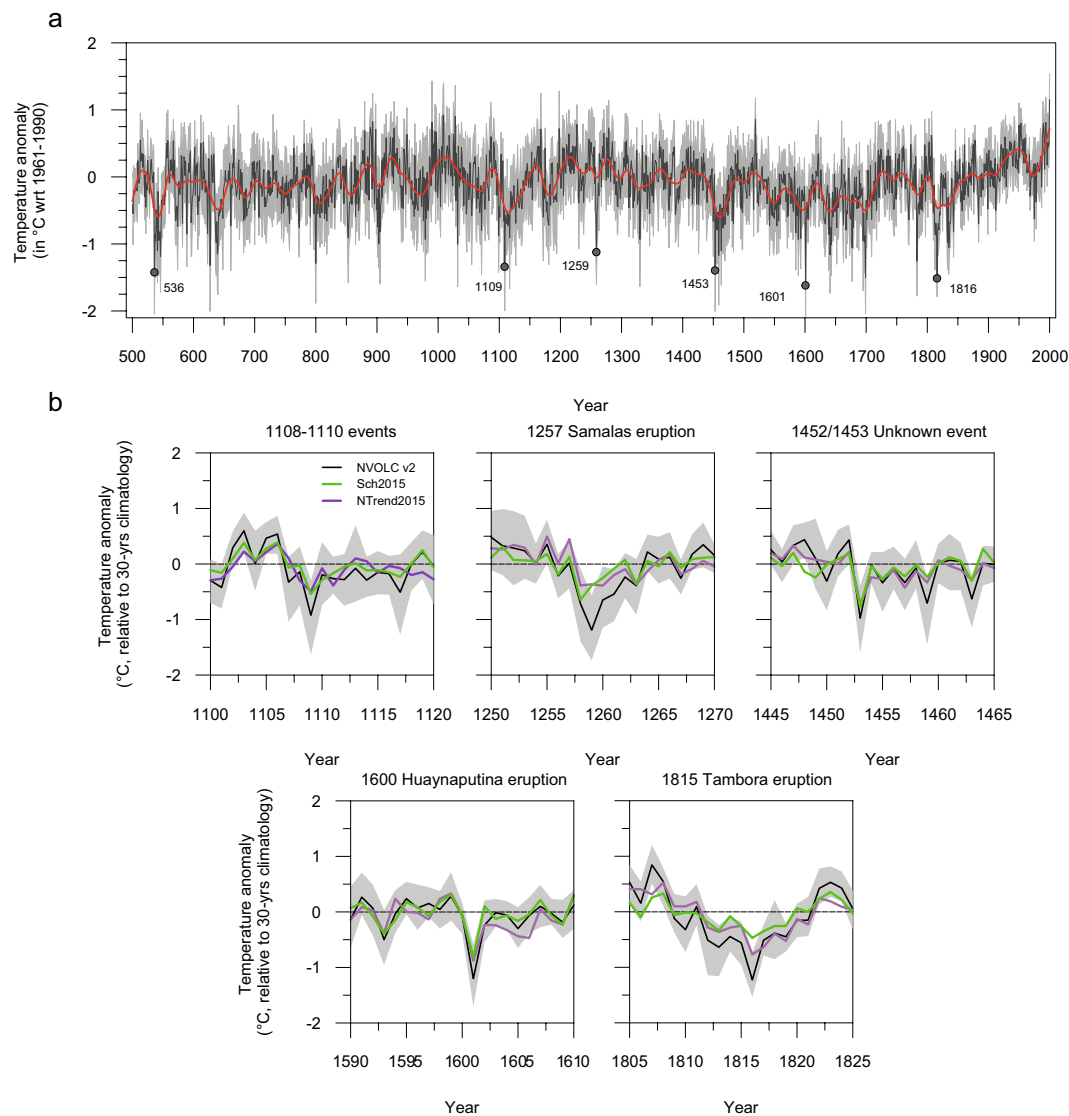 a
Temperature anomaly
(in °C wrt 1961-1990)
2
1
0
-1
-2
536
1109
1259
1453
1601
1816
500 600 700 800 900 1000 1100 1200 1300 1400 1500 1600 1700 1800 1900 2000
Year
b
1108-1110 events
1257 Samalas eruption
1452/1453 Unknown event
Temperature anomaly
(°C, relative to 30-yrs climatology)
2
1
0
-1
-2
NVOLC v2
Sch2015
NTrend2015
1100 1105 1110 1115 1120
1250 1255 1260 1265 1270
1445 1450 1455 1460 1465
Year
Year
Year
1600 Huaynaputina eruption
1815 Tambora eruption
Temperature anomaly
(°C, relative to 30-yrs climatology)
2
1
0
-1
-2
1590 1595 1600 1605 1610
1805 1810 1815 1820 1825
Year
Year